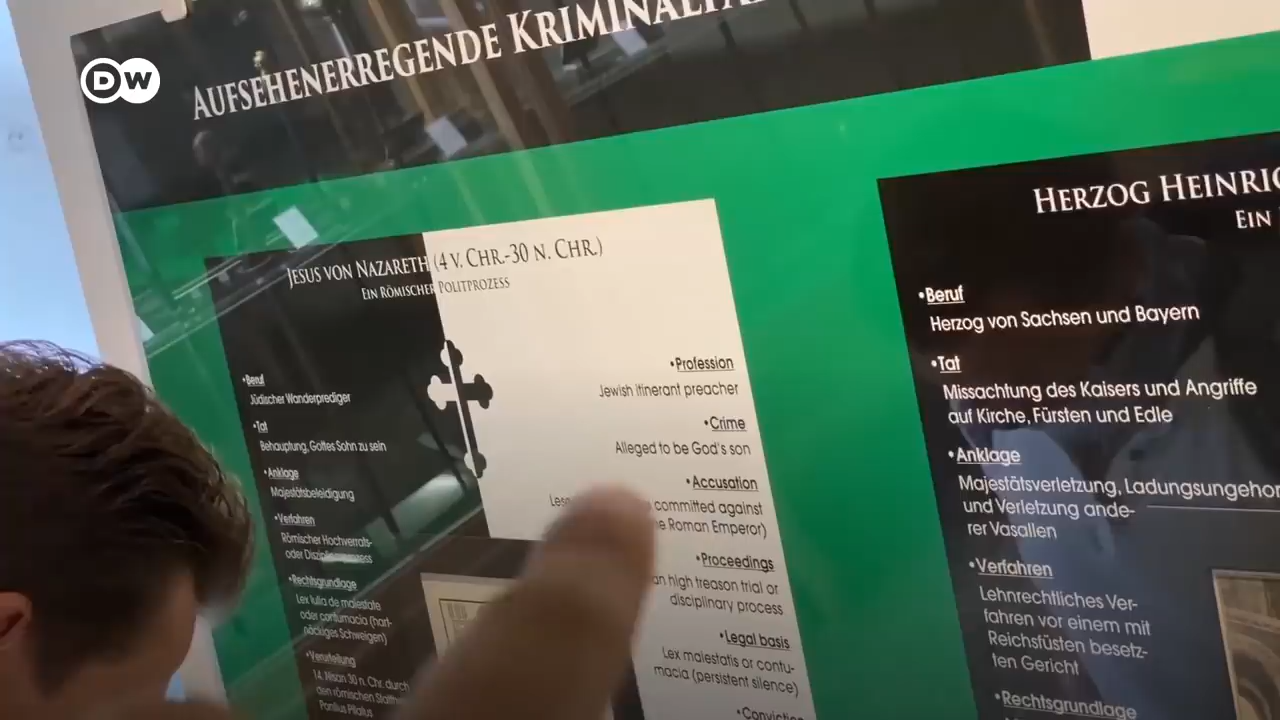 DW
AUFSEHENERREGENDE
JESUS VON NAZARETH (4 V. CHR.-30 N. CHR.)
EIN RÖMISCHER POLITPROZESS
•Beruf
Jüdischer Wanderprediger
•Tat
Behauptung, Gottes Sohn zu sein
•Anklage
Majestätsbeleidigung
•Verfahren
Römischer Hochverrats-
oder Disziplinarprozess
•Rechtsgrundlage
Lex Iulia de maiestate
oder contumacia (hart-
näckiges Schweigen)
•Verurteilung
14. Nisan 30 n. Chr. durch
den römischen
Pontius Pilatus
•Profession
Jewish itinerant preacher
•Crime
Alleged to be God's son
•Accusation
committed against
Roman Emperor)
•Proceedings
high treason trial or
disciplinary process
•Legal basis
Lex maiestatis or contu-
macia (persistent silence)
HERZOG
EIN
•Beruf
Herzog von Sachsen und Bayern
•Tat
Missachtung des Kaisers und Angriffe
auf Kirche, Fürsten und Edle
•Anklage
Majestätsverletzung,
und Verletzung ande-
rer Vasallen
•Verfahren
Lehnrechtliches Ver-
fahren vor einem mit
Reichsfüsten besetz-
ten Gericht
•Rechtsgrundlage